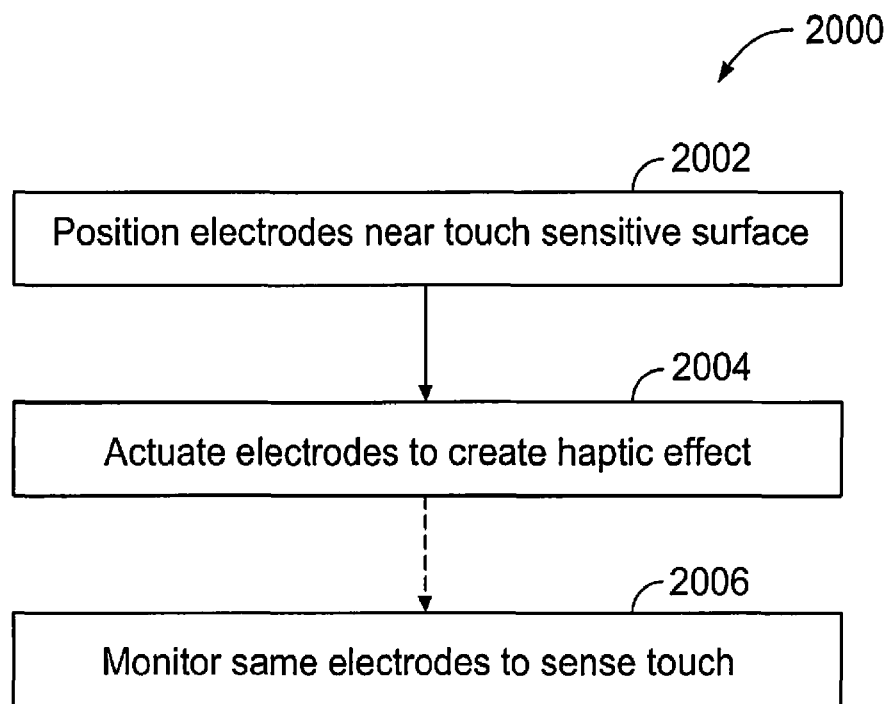 2000
2002
Position electrodes near touch sensitive surface
2004
Actuate electrodes to create haptic effect
2006
Monitor same electrodes to sense touch